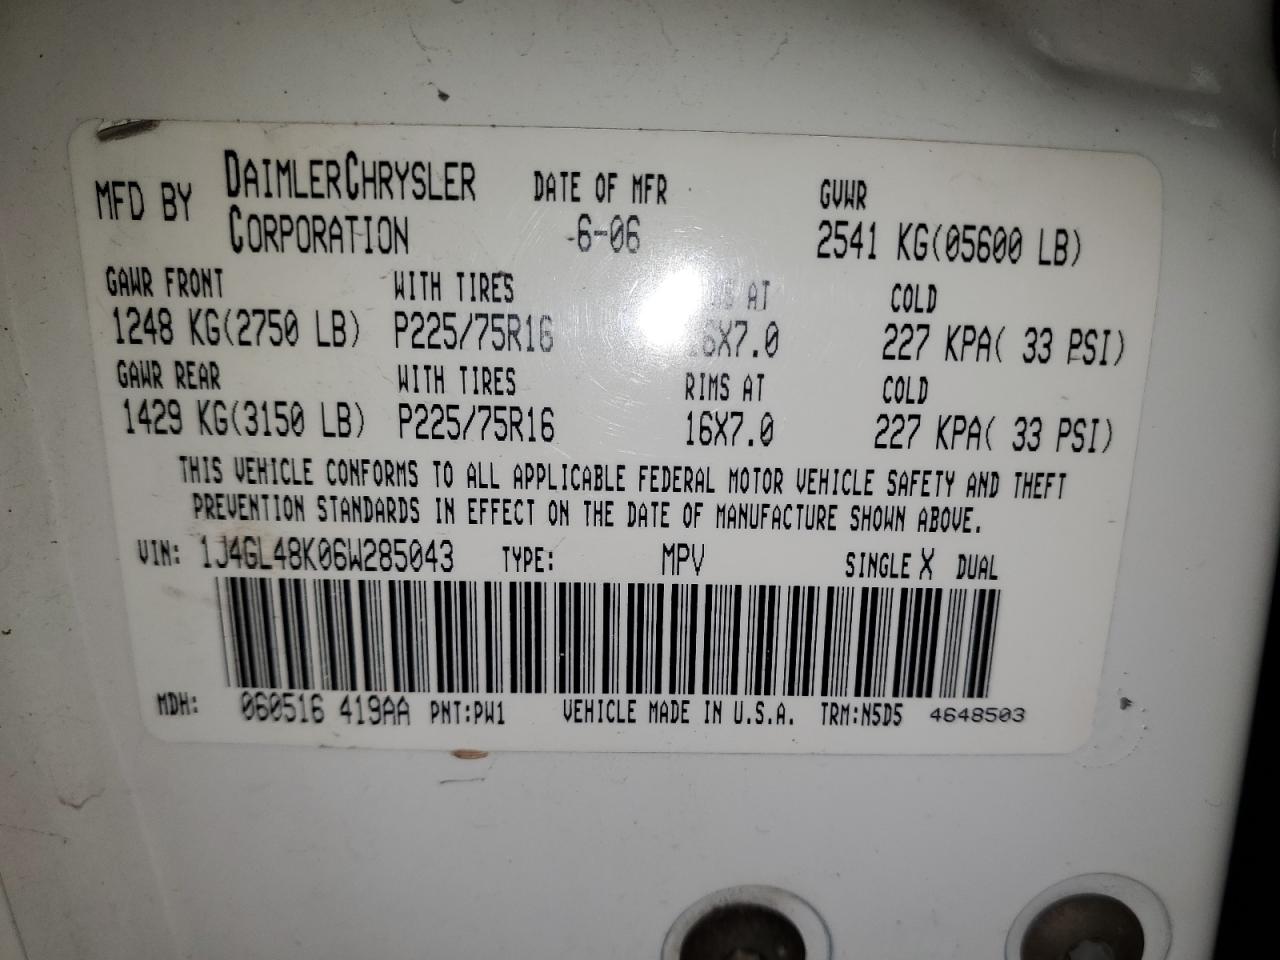 MFD BY DAIMLERCHRYSLER CORPORATION DATE OF MFR GVWR
6-06 2541 KG(05600 LB)
GAWR FRONT WITH TIRES AT COLD
1248 KG(2750 LB) P225/75R16 16X7.0 227 KPA( 33 PSI)
GAWR REAR WITH TIRES RIMS AT COLD
1429 KG(3150 LB) P225/75R16 16X7.0 227 KPA( 33 PSI)
THIS VEHICLE CONFORMS TO ALL APPLICABLE FEDERAL MOTOR VEHICLE SAFETY AND THEFT
PREVENTION STANDARDS IN EFFECT ON THE DATE OF MANUFACTURE SHOWN ABOVE.
VIN: 1J4GL48K06W285043 TYPE: MPV SINGLE X DUAL
MDH: 060516 419AA PNT:PW1 VEHICLE MADE IN U.S.A. TRM:N5D5 4648503